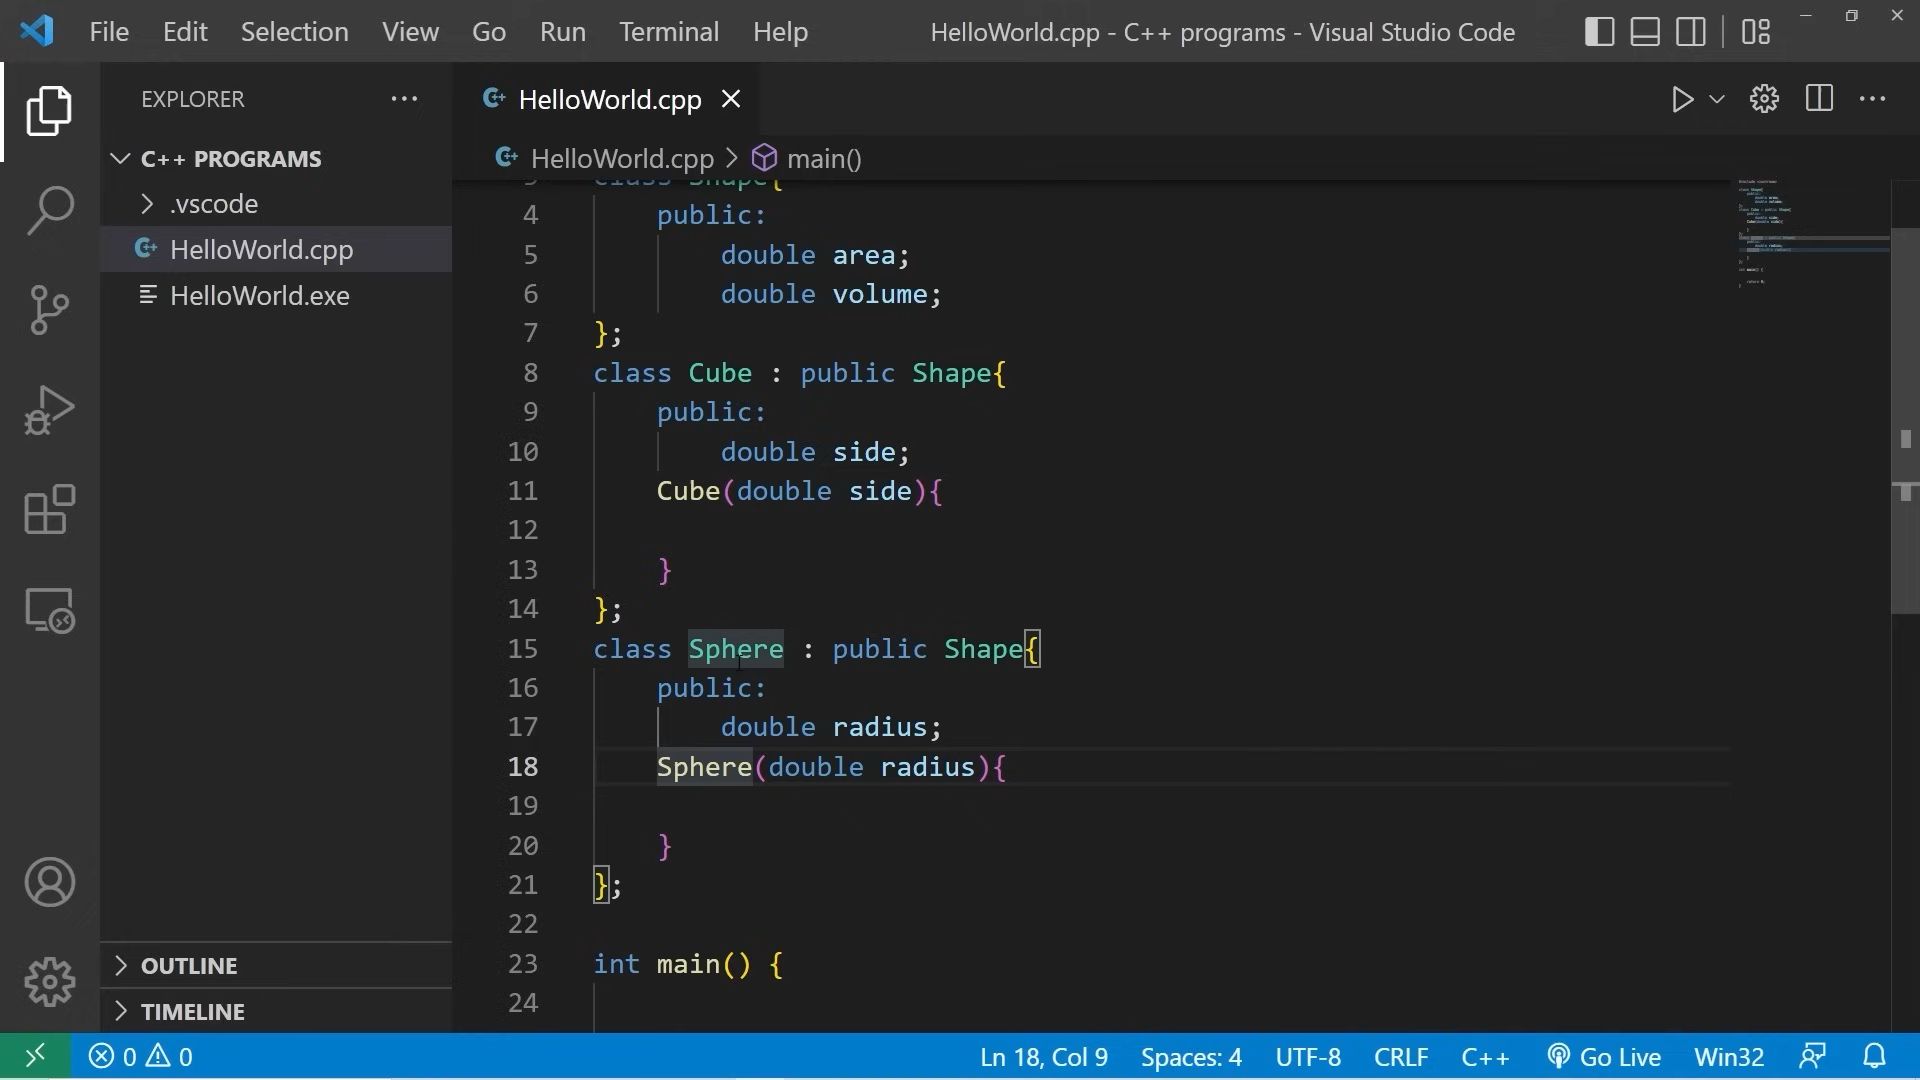 File Edit Selection View Go Run Terminal Help HelloWorld.cpp - C++ programs - Visual Studio Code
EXPLORER
C++ PROGRAMS
.vscode
HelloWorld.cpp
HelloWorld.exe
OUTLINE
TIMELINE
HelloWorld.cpp
HelloWorld.cpp > main()
3 class Shape{
4 public:
5 double area;
6 double volume;
7 };
8 class Cube : public Shape{
9 public:
10 double side;
11 Cube(double side){
12
13 }
14 };
15 class Sphere : public Shape{
16 public:
17 double radius;
18 Sphere(double radius){
19
20 }
21 };
22
23 int main() {
24
0 0 Ln 18, Col 9 Spaces: 4 UTF-8 CRLF C++ Go Live Win32